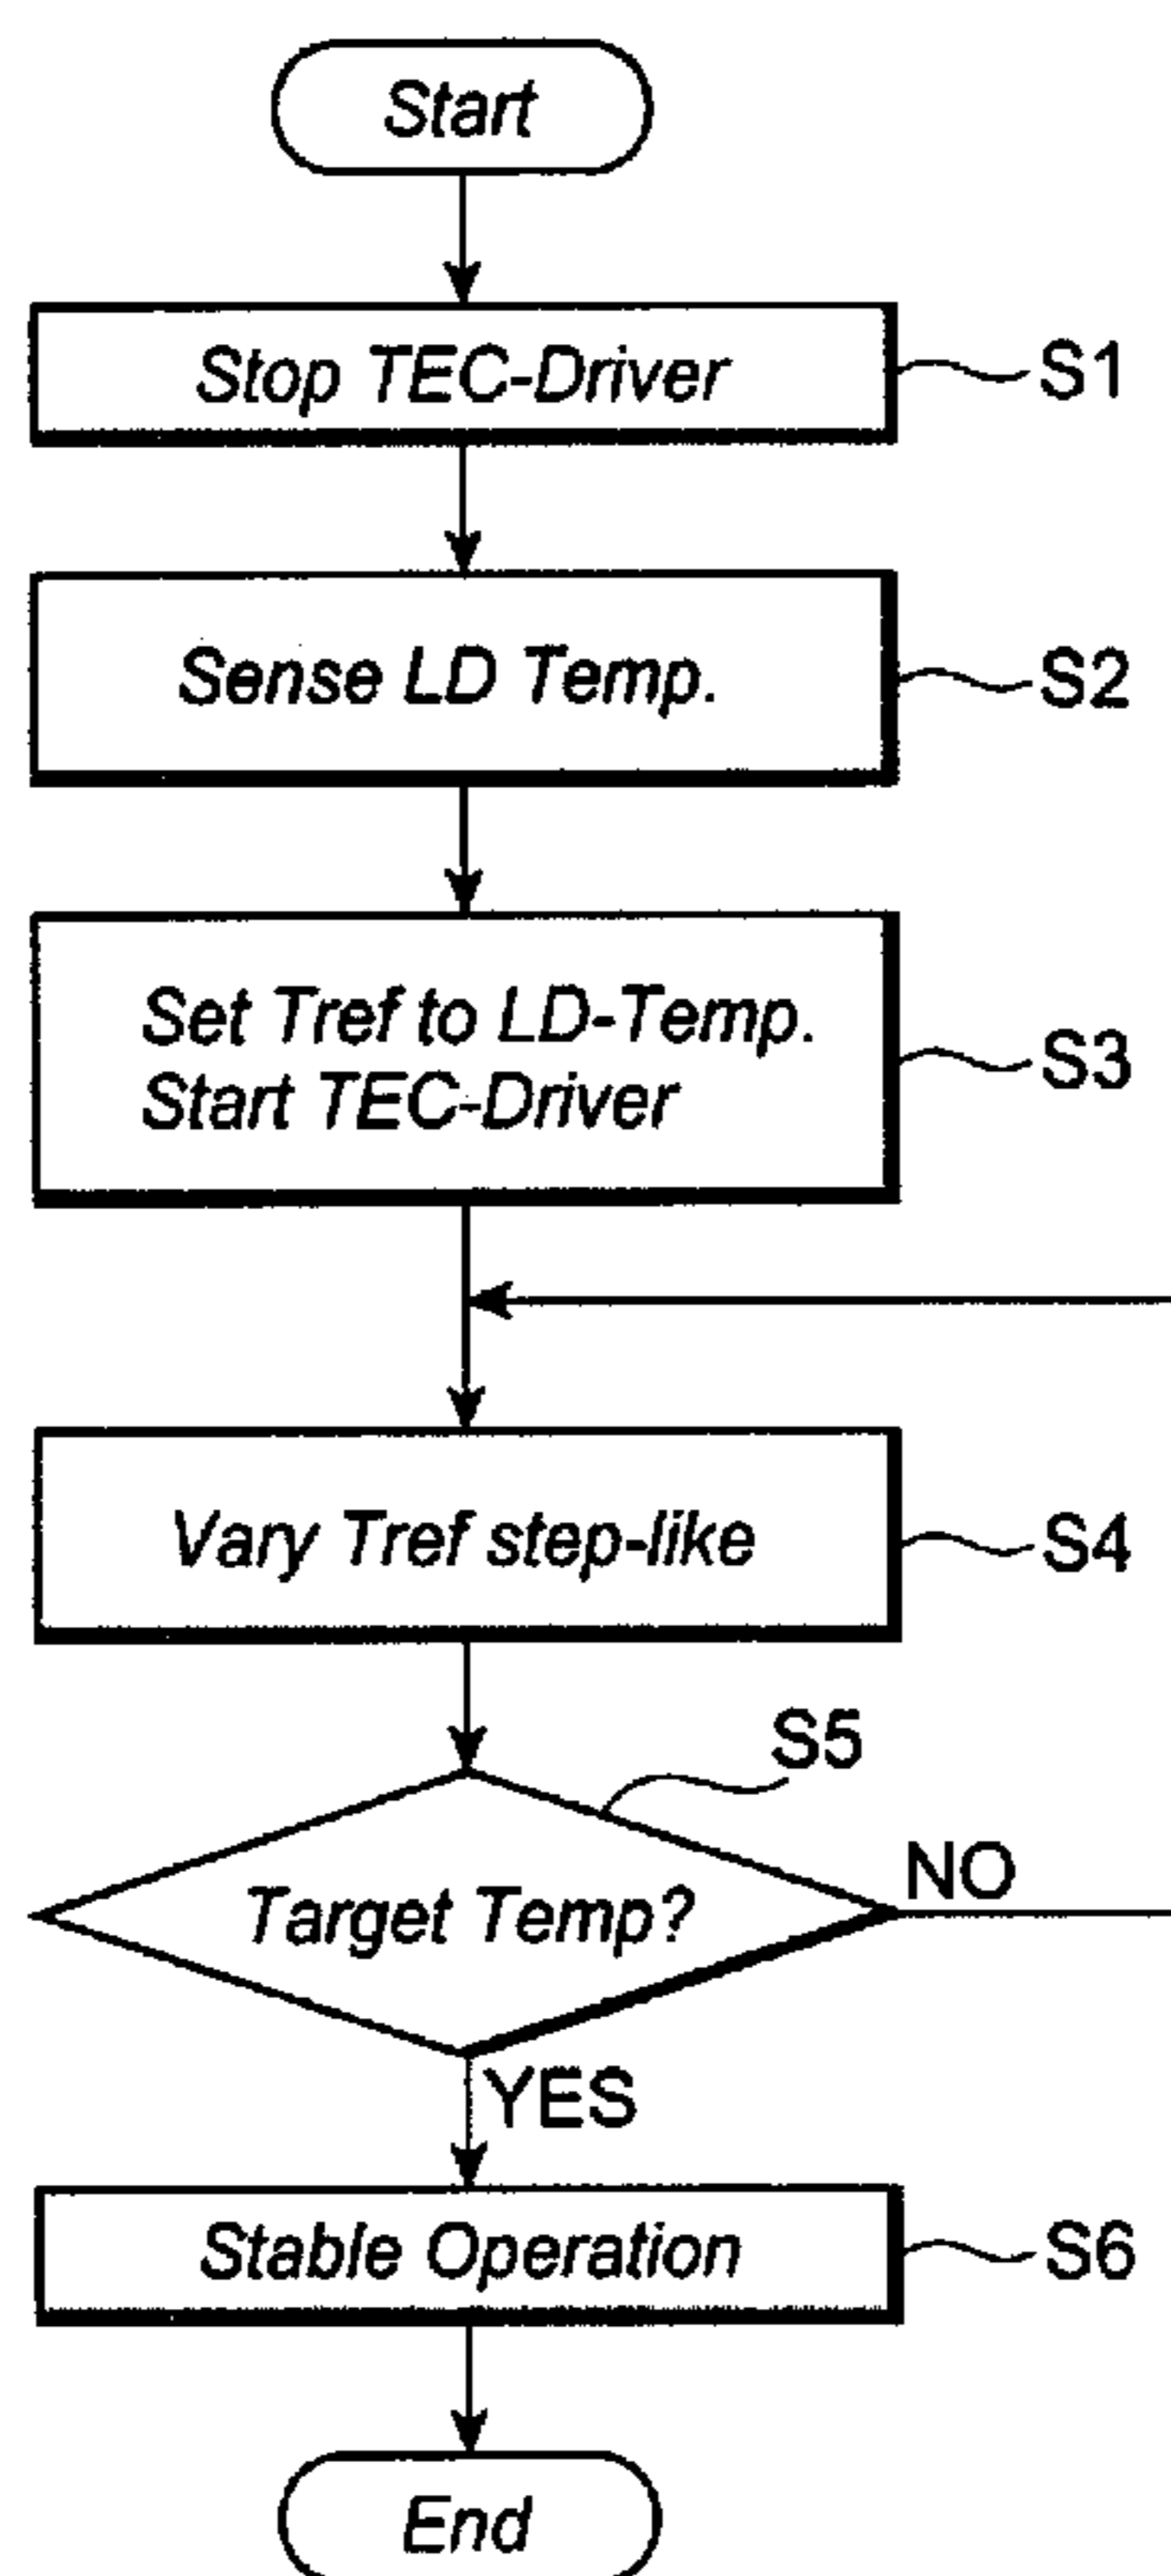 Start
Stop TEC-Driver
S1
Sense LD Temp.
S2
Set Tref to LD-Temp.
Start TEC-Driver
S3
Vary Tref step-like
S4
S5
Target Temp?
NO
YES
Stable Operation
S6
End